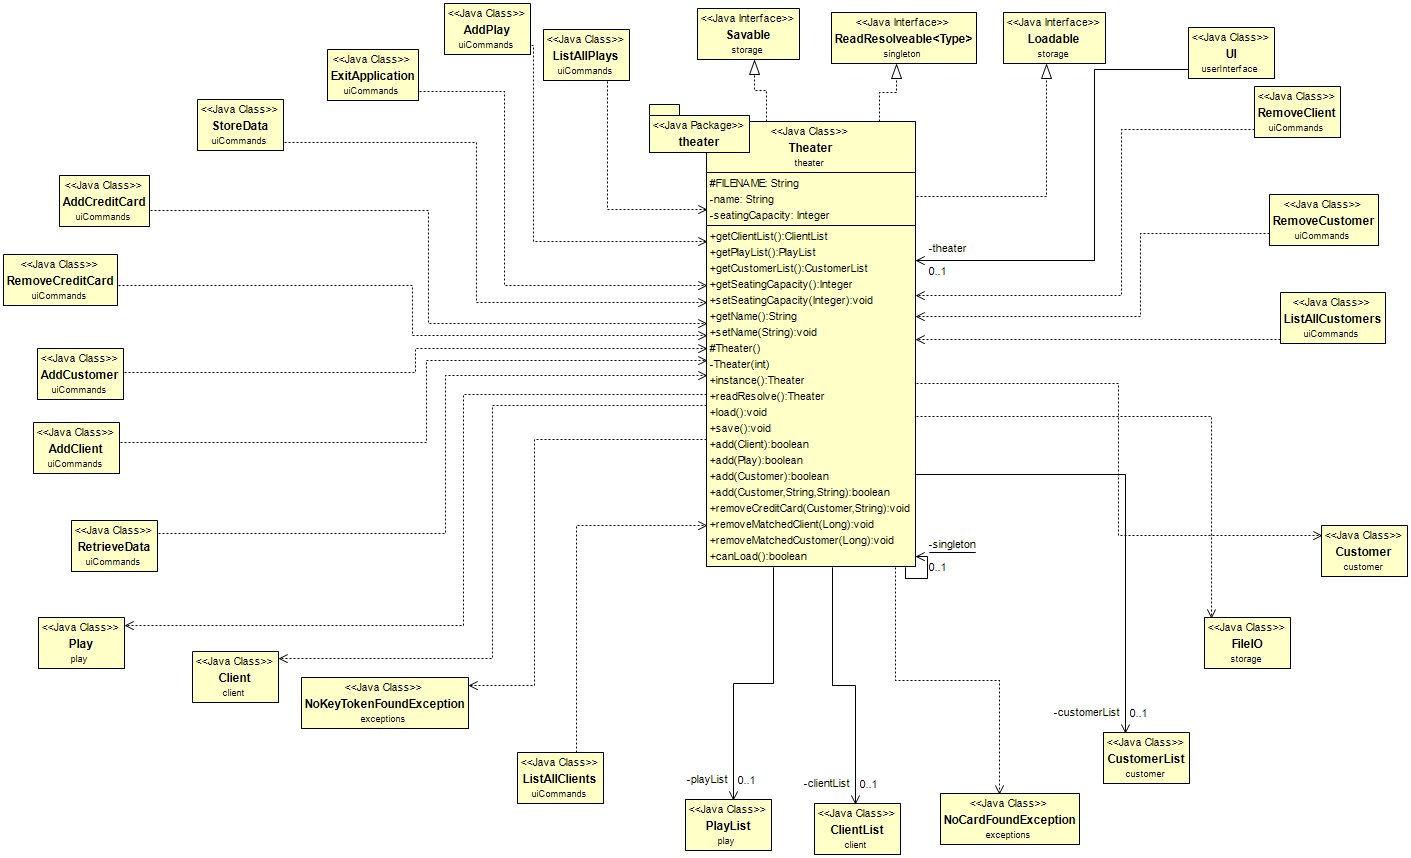 <<Java Class>>
AddPlay
uiCommands
<<Java Class>>
ListAllPlays
uiCommands
<<Java Interface>>
Savable
storage
<<Java Interface>>
ReadResolveable<Type>
singleton
<<Java Interface>>
Loadable
storage
<<Java Class>>
UI
userInterface
<<Java Class>>
ExitApplication
uiCommands
<<Java Class>>
RemoveClient
uiCommands
<<Java Class>>
StoreData
uiCommands
<<Java Package>>
theater
<<Java Class>>
Theater
theater
#FILENAME: String
-name: String
-seatingCapacity: Integer
+getClientList():ClientList
+getPlayList():PlayList
+getCustomerList():CustomerList
+getSeatingCapacity():Integer
+setSeatingCapacity(Integer):void
+getName():String
+setName(String):void
#Theater()
-Theater(int)
+instance():Theater
+readResolve():Theater
+load():void
+save():void
+add(Client):boolean
+add(Play):boolean
+add(Customer):boolean
+add(Customer,String,String):boolean
+removeCreditCard(Customer,String):void
+removeMatchedClient(Long):void
+removeMatchedCustomer(Long):void
+canLoad():boolean
<<Java Class>>
AddCreditCard
uiCommands
<<Java Class>>
RemoveCustomer
uiCommands
-theater
0..1
<<Java Class>>
RemoveCreditCard
uiCommands
<<Java Class>>
ListAllCustomers
uiCommands
<<Java Class>>
AddCustomer
uiCommands
<<Java Class>>
AddClient
uiCommands
<<Java Class>>
RetrieveData
uiCommands
-singleton
0..1
<<Java Class>>
Customer
customer
<<Java Class>>
Play
play
<<Java Class>>
Client
client
<<Java Class>>
NoKeyTokenFoundException
exceptions
<<Java Class>>
FileIO
storage
<<Java Class>>
ListAllClients
uiCommands
-playList
0..1
-clientList
0..1
-customerList
0..1
<<Java Class>>
CustomerList
customer
<<Java Class>>
PlayList
play
<<Java Class>>
ClientList
client
<<Java Class>>
NoCardFoundException
exceptions